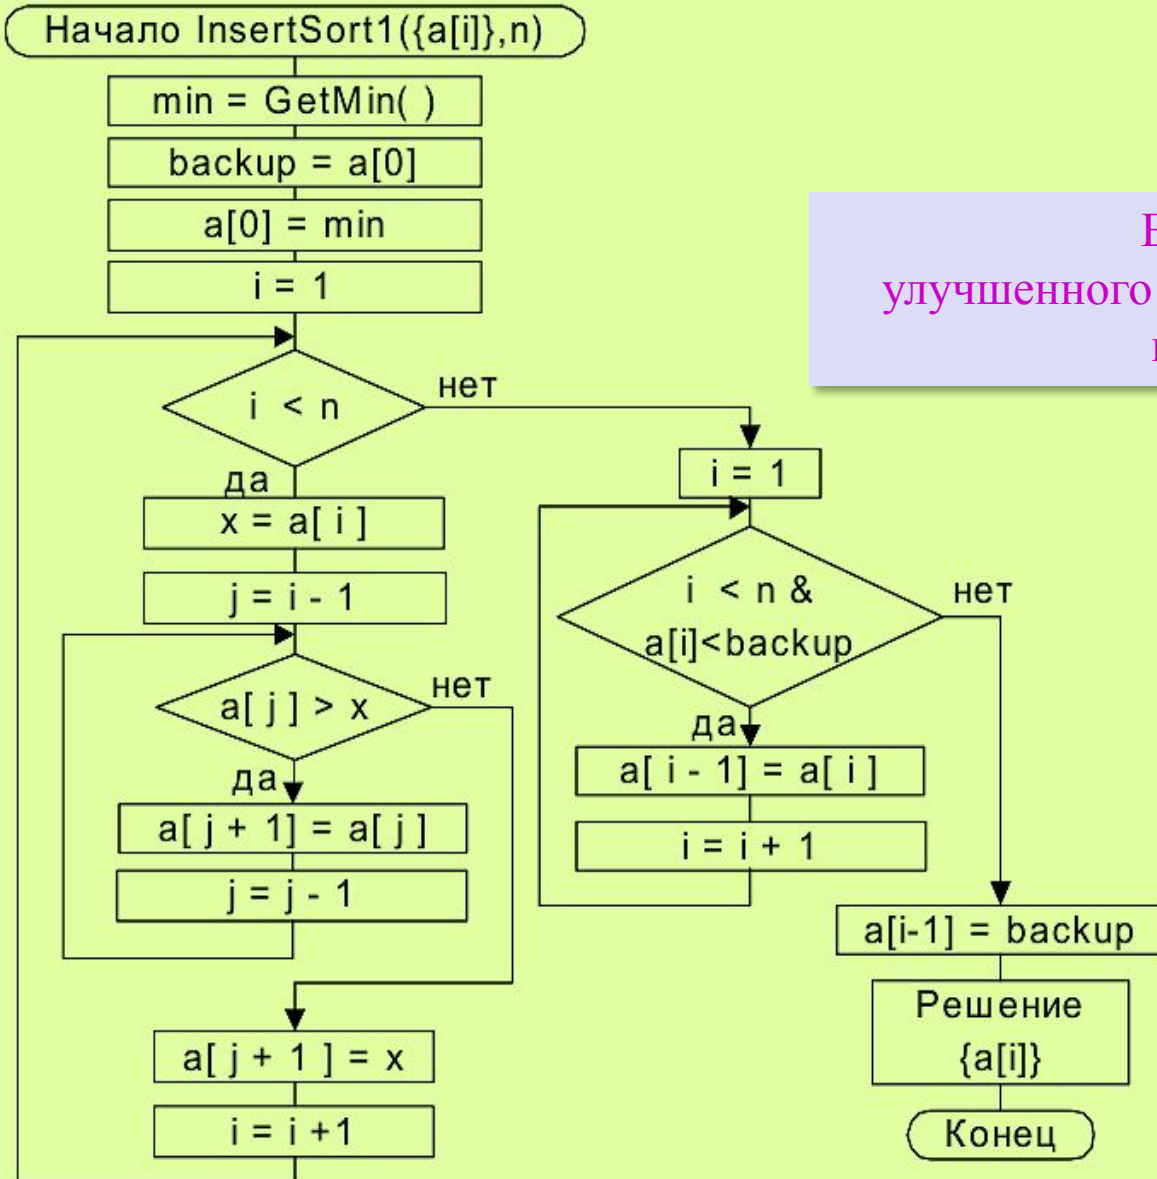 Начало InsertSort1({a[i]},n)
min = GetMin( )
backup = a[0]
a[0] = min
i = 1
улучшенного
i < n
нет
да
x = a[ i ]
j = i - 1
a[ j ] > x
нет
да
a[ j + 1] = a[ j ]
j = j - 1
a[ j + 1 ] = x
i = i +1
i = 1
i < n &
a[i]<backup
нет
да
a[ i - 1] = a[ i ]
i = i + 1
a[i-1] = backup
Решение
{a[i]}
Конец